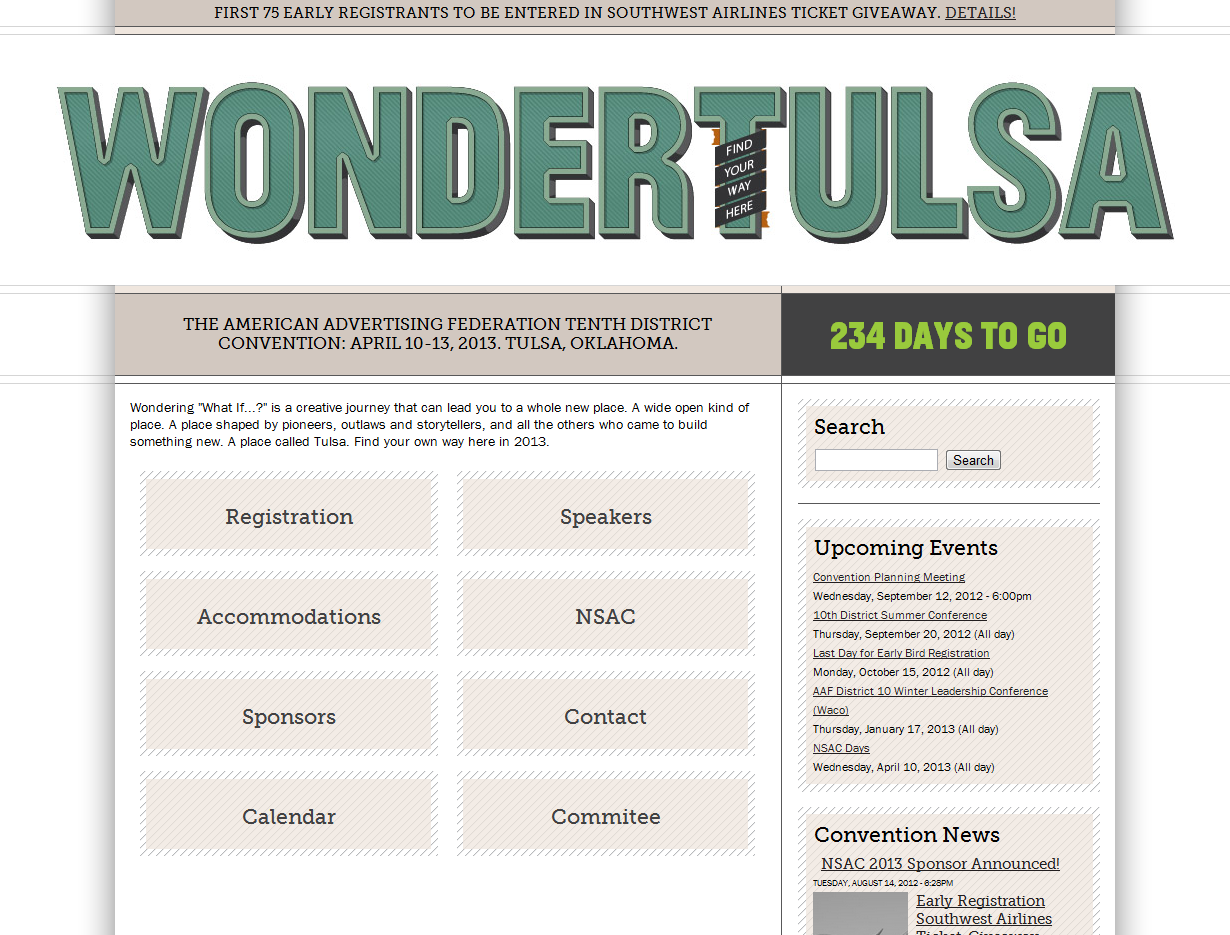 FIRST 75 EARLY REGISTRANTS TO BE ENTERED IN SOUTHWEST AIRLINES TICKET GIVEAWAY. DETAILS!
WONDERTULSA
FIND
YOUR
WAY
HERE
THE AMERICAN ADVERTISING FEDERATION TENTH DISTRICT
CONVENTION: APRIL 10-13, 2013. TULSA, OKLAHOMA.
234 DAYS TO GO
Wondering "What If...?" is a creative journey that can lead you to a whole new place. A wide open kind of
place. A place shaped by pioneers, outlaws and storytellers, and all the others who came to build
something new. A place called Tulsa. Find your own way here in 2013.
Registration
Speakers
Accommodations
NSAC
Sponsors
Contact
Calendar
Commitee
Search
Search
Upcoming Events
Convention Planning Meeting
Wednesday, September 12, 2012 - 6:00pm
10th District Summer Conference
Thursday, September 20, 2012 (All day)
Last Day for Early Bird Registration
Monday, October 15, 2012 (All day)
AAF District 10 Winter Leadership Conference
(Waco)
Thursday, January 17, 2013 (All day)
NSAC Days
Wednesday, April 10, 2013 (All day)
Convention News
NSAC 2013 Sponsor Announced!
TUESDAY, AUGUST 14, 2012 - 6:28PM
Early Registration
Southwest Airlines
Ticket Giveaway